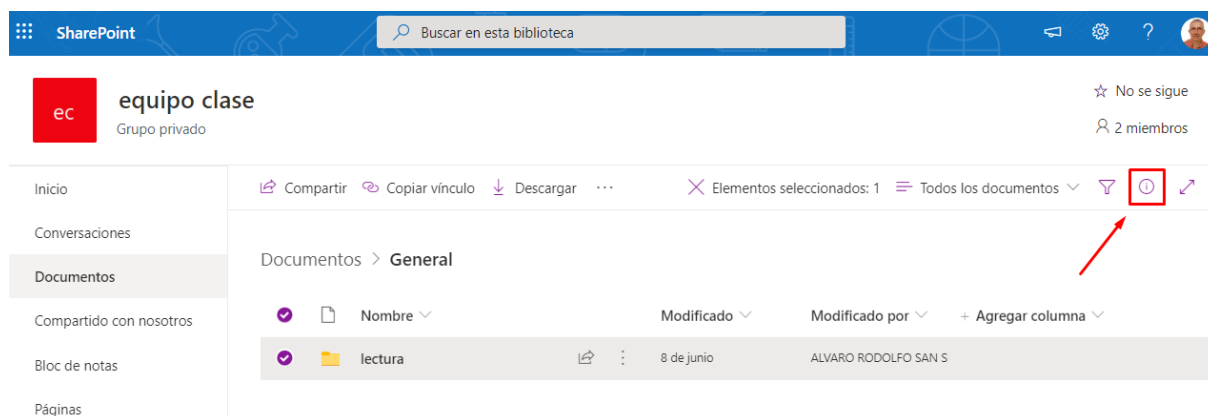 SharePoint
Buscar en esta biblioteca
?
ec
equipo clase
Grupo privado
No se sigue
2 miembros
Inicio
Compartir Copiar vínculo Descargar ··· Elementos seleccionados: 1 Todos los documentos
Conversaciones
Documentos > General
Documentos
Nombre Modificado Modificado por + Agregar columna
Compartido con nosotros
lectura 8 de junio ALVARO RODOLFO SAN S
Bloc de notas
Páginas